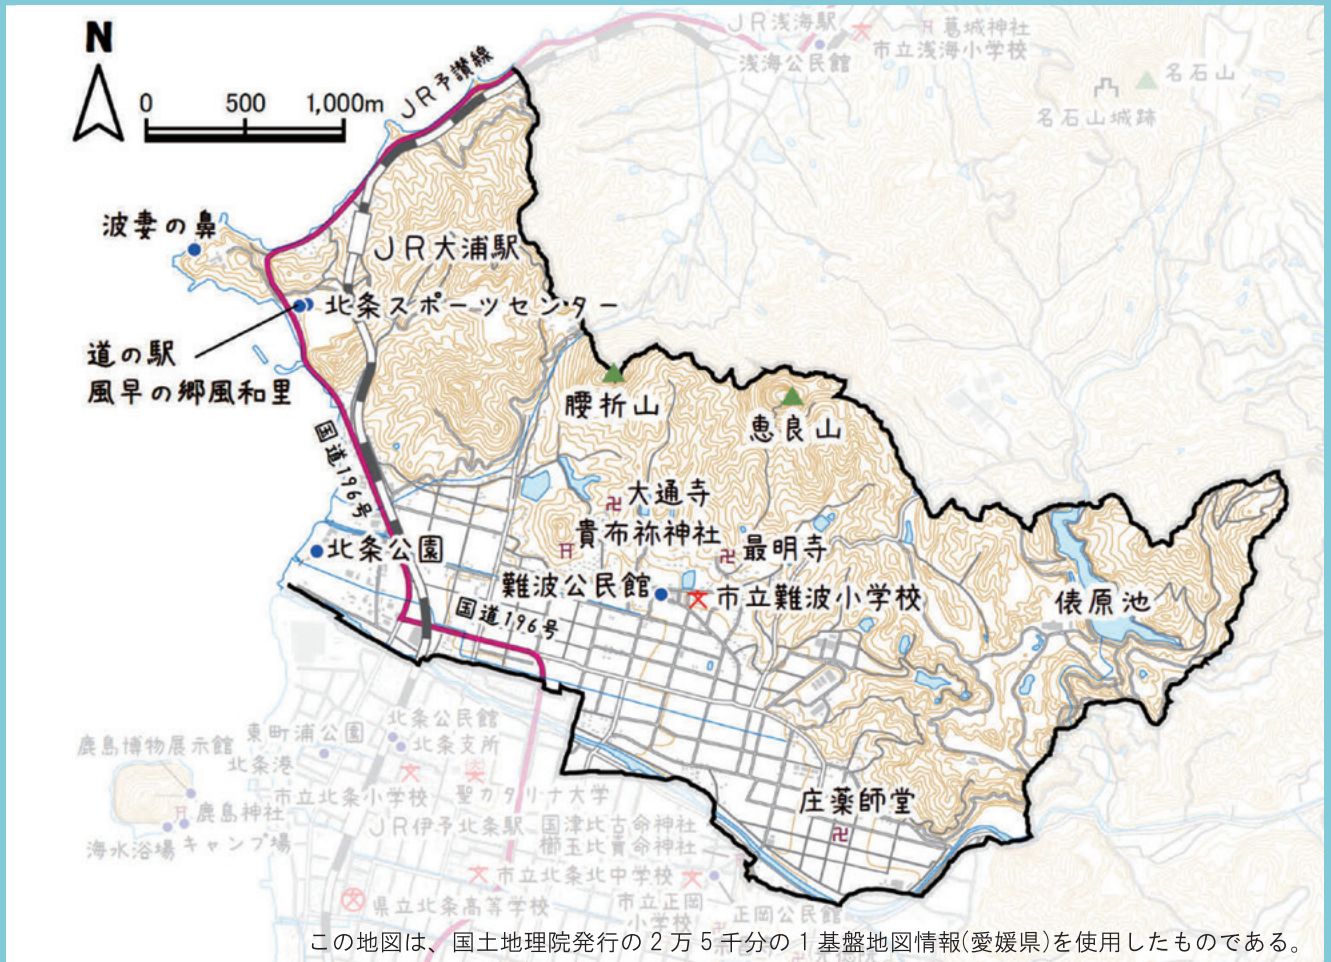 N
0 500 1,000m
JR予讃線
JR浅海駅
葛城神社
市立浅海小学校
浅海公民館
名石山
名石山城跡
波妻の鼻
JR大浦駅
北条スポーツセンター
道の駅
風早の郷風和里
腰折山
恵良山
国道196号
大通寺
貴布祢神社
最明寺
北条公園
難波公民館
市立難波小学校
俵原池
国道196号
庄薬師堂
鹿島博物展示館
東町浦公園
北条公民館
北条支所
北条港
市立北条小学校
聖カタリナ大学
鹿島神社
JR伊予北条駅
国津比古命神社
櫛玉比賣命神社
海水浴場
キャンプ場
市立北条北中学校
県立北条高等学校
市立正岡
小学校
正岡公民館
この地図は、国土地理院発行の2万5千分の1基盤地図情報(愛媛県)を使用したものである。